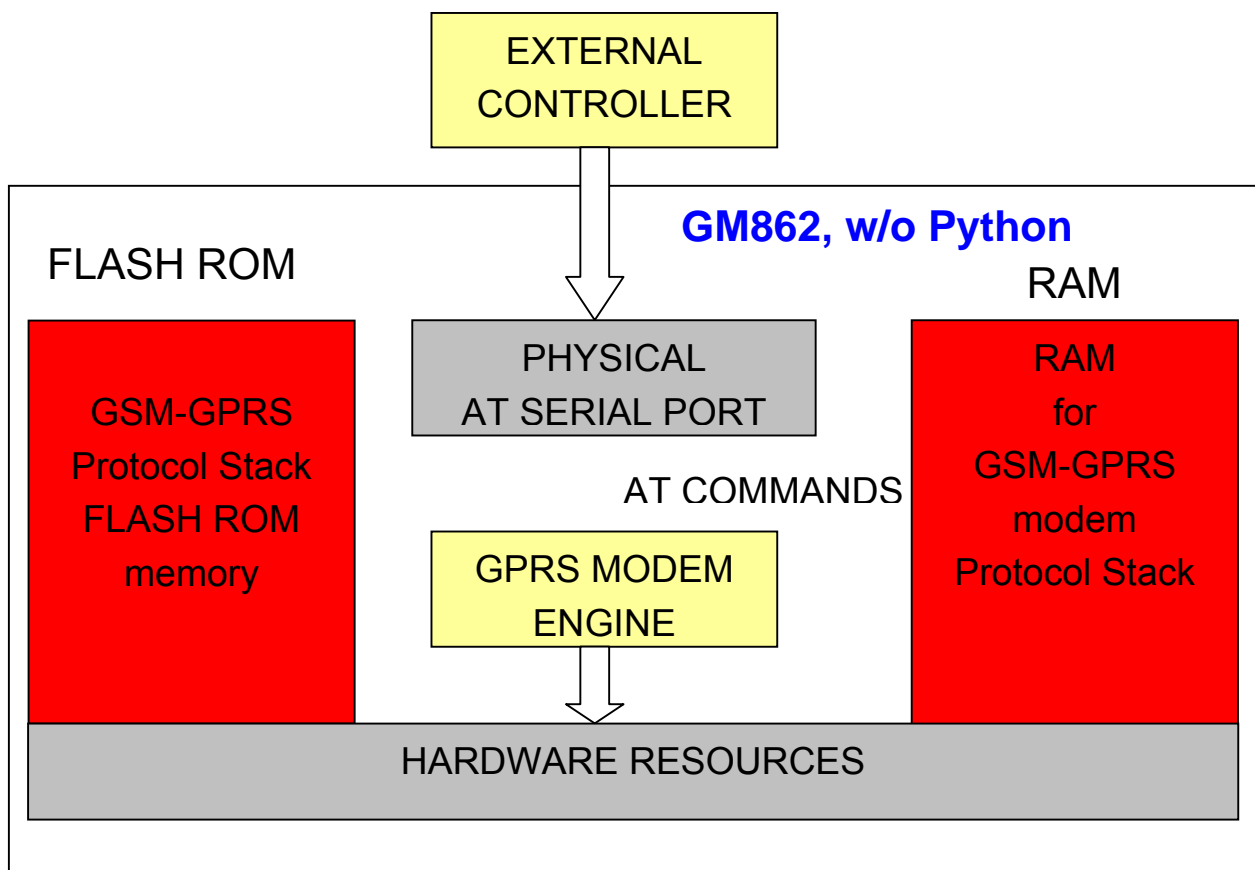 EXTERNAL
CONTROLLER
GM862, w/o Python
FLASH ROM
RAM
GSM-GPRS
Protocol Stack
FLASH ROM
memory
PHYSICAL
AT SERIAL PORT
AT COMMANDS
GPRS MODEM
ENGINE
RAM
for
GSM-GPRS
modem
Protocol Stack
HARDWARE RESOURCES